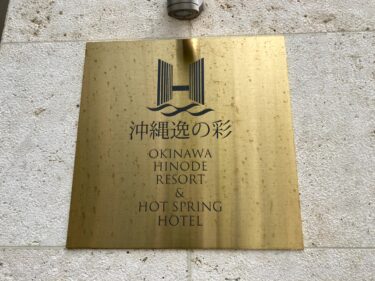 沖縄逸の彩
OKINAWA
HINODE
RESORT
&
HOT SPRING
HOTEL